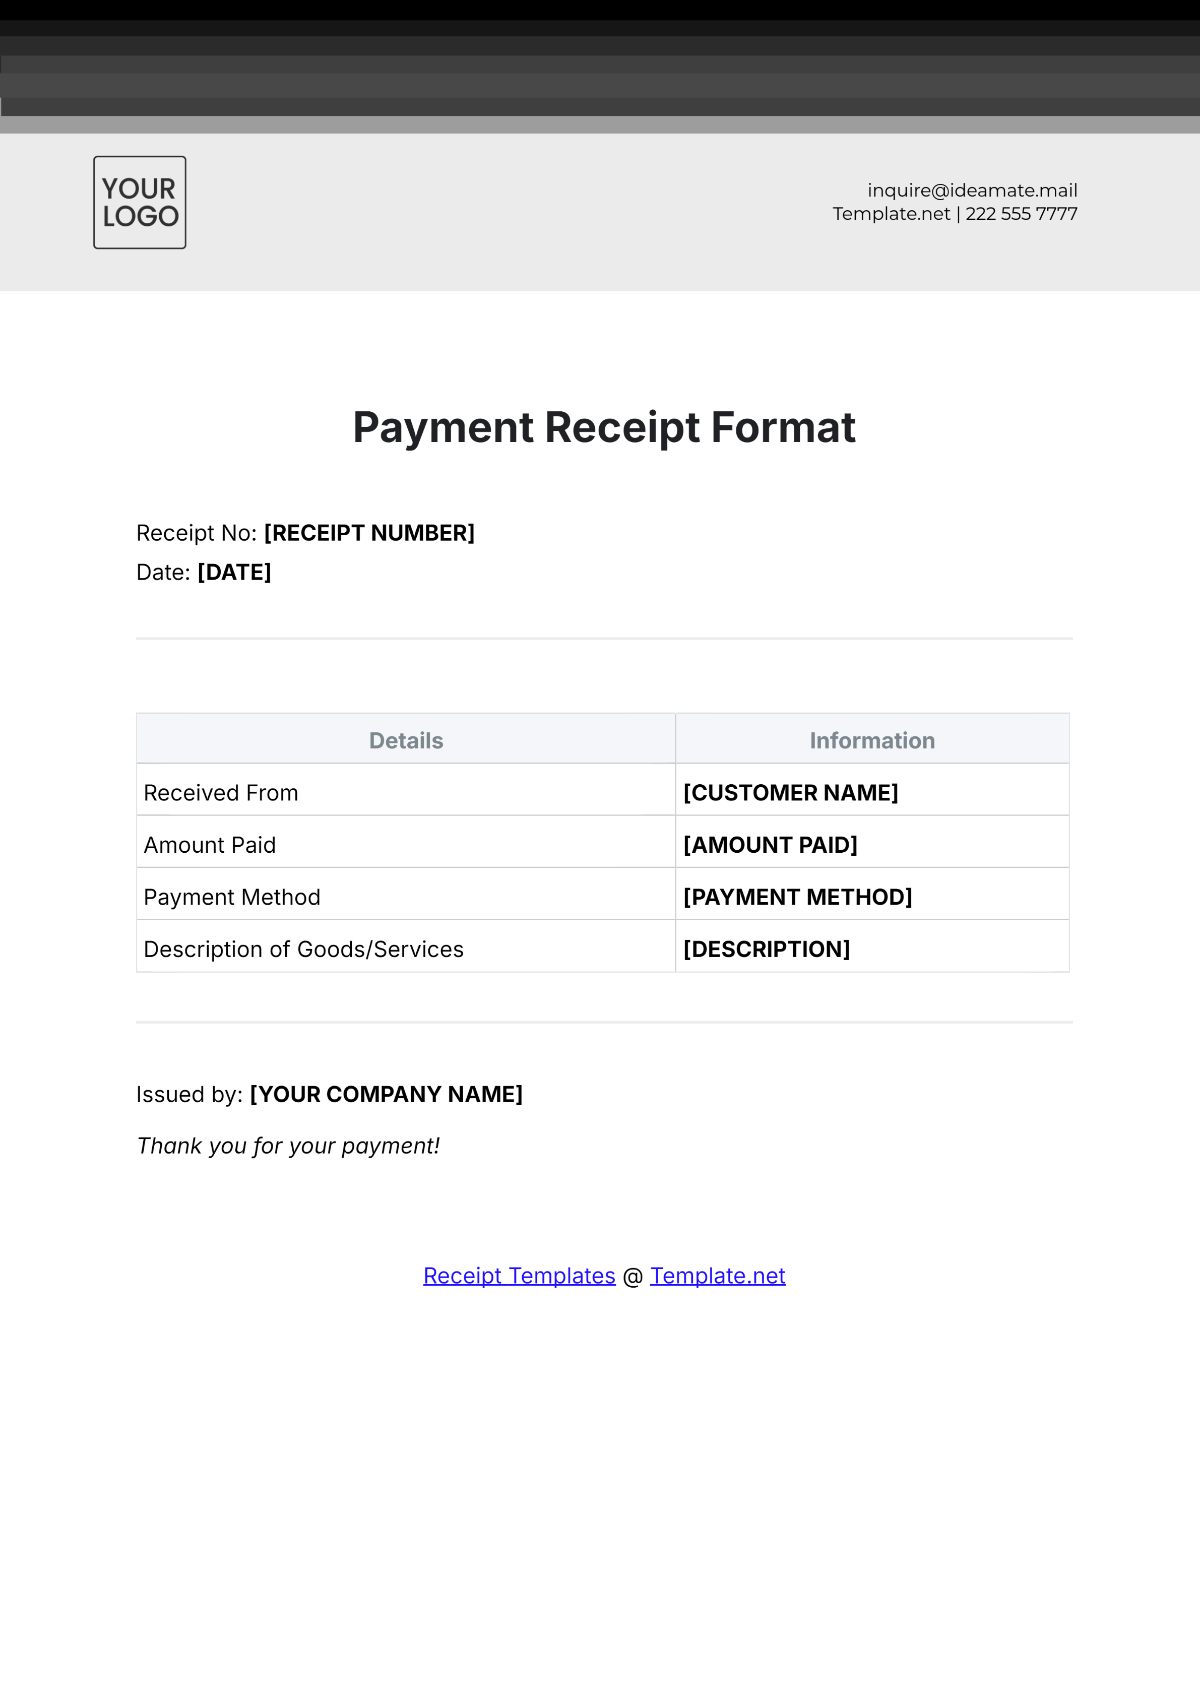 YOUR
LOGO
inquire@ideamate.mail
Template.net | 222 555 7777
Payment Receipt Format
Receipt No: [RECEIPT NUMBER]
Date: [DATE]
Details Information
Received From [CUSTOMER NAME]
Amount Paid [AMOUNT PAID]
Payment Method [PAYMENT METHOD]
Description of Goods/Services [DESCRIPTION]
Issued by: [YOUR COMPANY NAME]
Thank you for your payment!
Receipt Templates @ Template.net